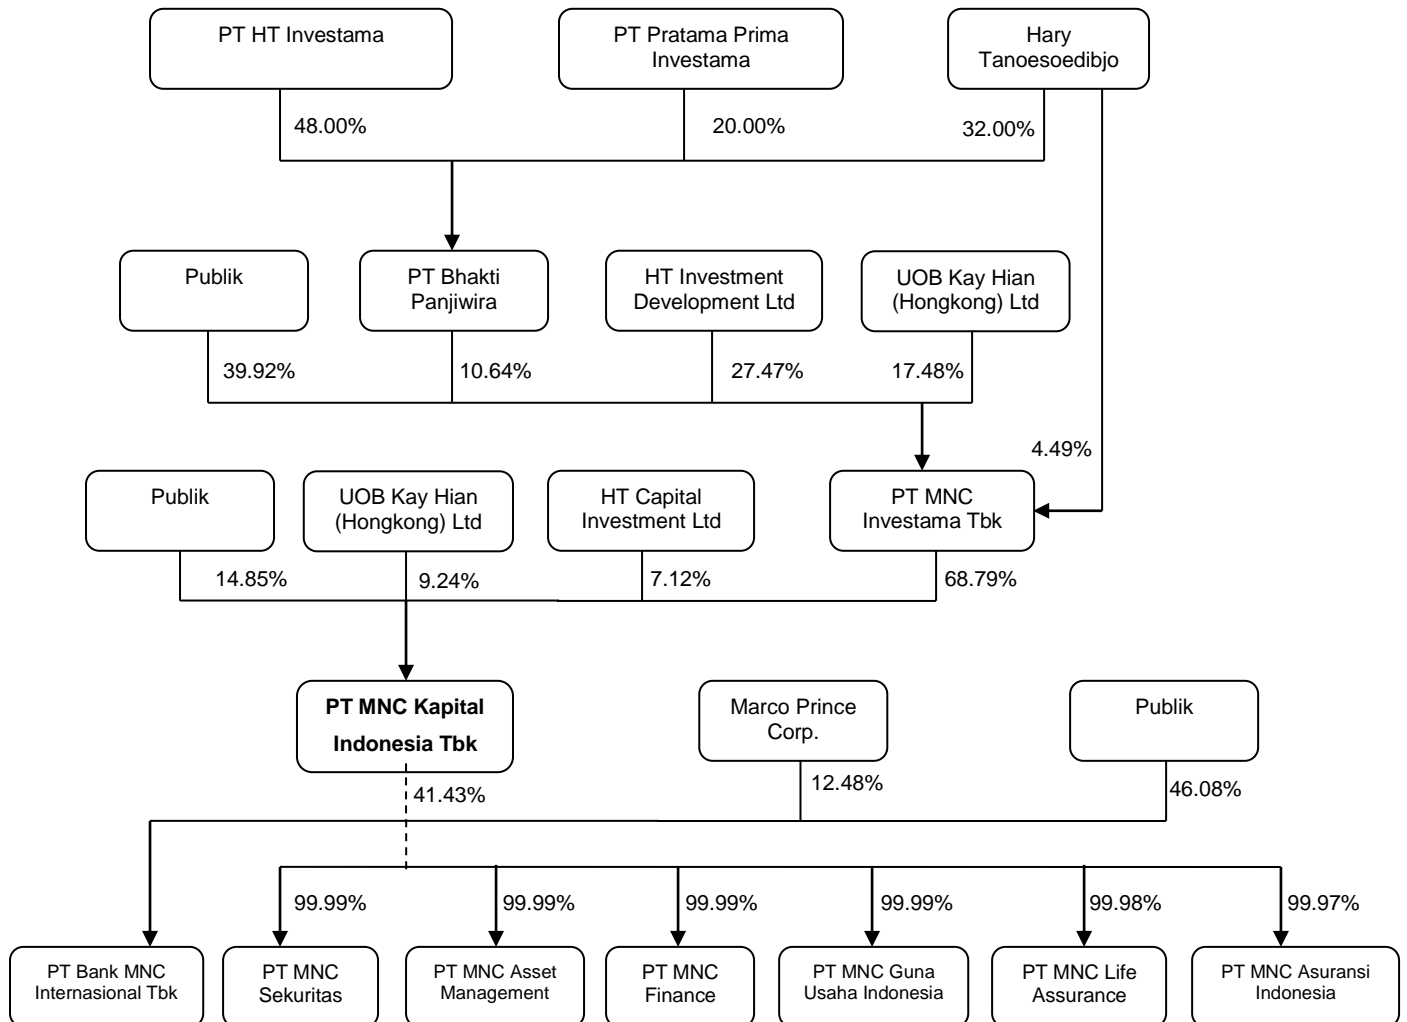 PT HT Investama
PT Pratama Prima
Investama
Hary
Tanoesoedibjo
48.00%
20.00%
32.00%
Publik
PT Bhakti
Panjiwira
HT Investment
Development Ltd
UOB Kay Hian
(Hongkong) Ltd
39.92%
10.64%
27.47%
17.48%
4.49%
Publik
UOB Kay Hian
(Hongkong) Ltd
HT Capital
Investment Ltd
PT MNC
Investama Tbk
14.85%
9.24%
7.12%
68.79%
PT MNC Kapital
Indonesia Tbk
Marco Prince
Corp.
Publik
41.43%
12.48%
46.08%
99.99%
99.99%
99.99%
99.99%
99.98%
99.97%
PT Bank MNC
Internasional Tbk
PT MNC
Sekuritas
PT MNC Asset
Management
PT MNC
Finance
PT MNC Guna
Usaha Indonesia
PT MNC Life
Assurance
PT MNC Asuransi
Indonesia